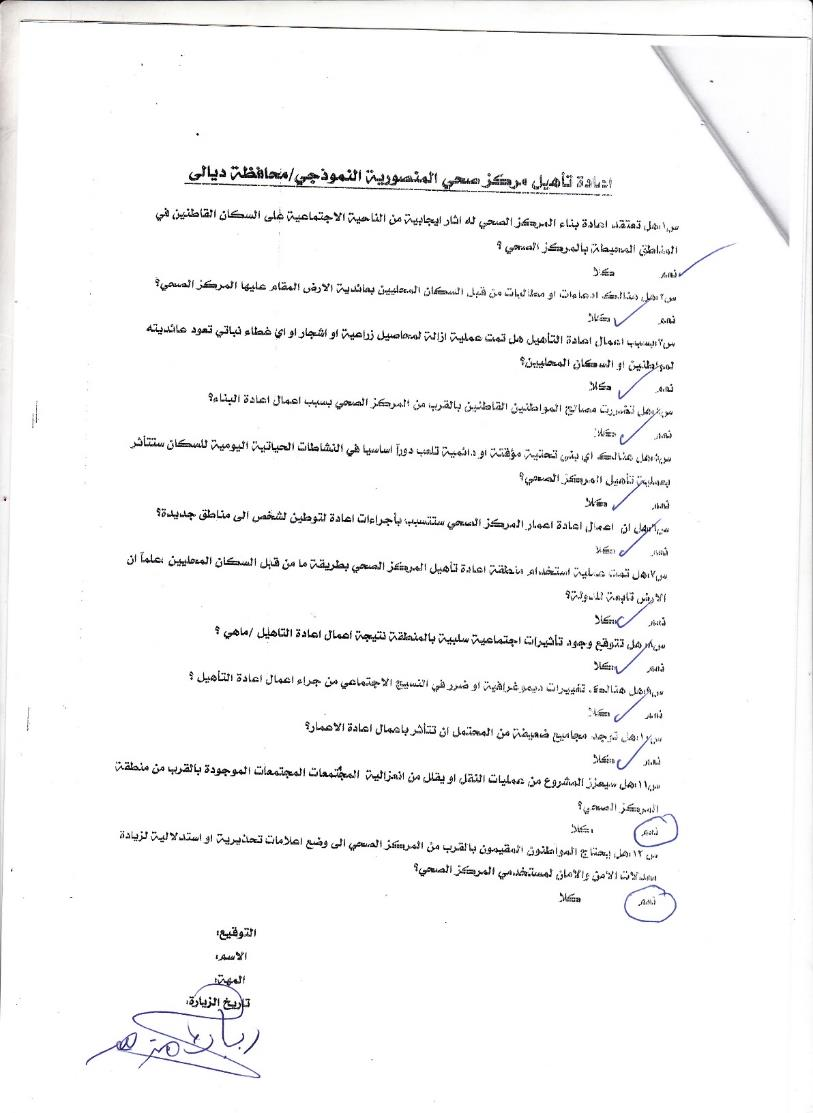 اعادة تأهيل مركز صحي المنصورية النموذجي/محافظة ديالى
س١:هل تعتقد اعادة بناء المركز الصحي له اثار ايجابية من الناحية الاجتماعية على السكان القاطنين في
المناطق المحيطة بالمركز الصحي ؟
نعم كلا
س٢:هل هنالك ادعاءات او مطالبات من قبل السكان المحليين بعائدية الارض المقام عليها المركز الصحي؟
نعم كلا
س٣:بسبب اعمال اعادة التأهيل هل تمت عملية ازالة لمحاصيل زراعية او اشجار او اي غطاء نباتي تعود عائديته
لمواطنين او السكان المحليين؟
نعم كلا
س٤:هل تضررت مصالح المواطنين القاطنين بالقرب من المركز الصحي بسبب اعمال اعادة البناء؟
نعم كلا
س٥:هل هنالك اي بنى تحتية مؤقتة او دائمية تلعب دوراً اساسيا في النشاطات الحياتية اليومية للسكان ستتأثر
بعملية تأهيل المركز الصحي؟
نعم كلا
س٦:هل ان اعمال اعادة اعمار المركز الصحي ستتسبب بأجراءات اعادة لتوطين لشخص الى مناطق جديدة؟
نعم كلا
س٧:هل تمت عملية استخدام منطقة اعادة تأهيل المركز الصحي بطريقة ما من قبل السكان المحليين ،علماً ان
الارض تابعة للدولة؟
نعم كلا
س٨:هل تتوقع وجود تأثيرات اجتماعية سلبية بالمنطقة نتيجة اعمال اعادة التاهيل /ماهي ؟
نعم كلا
س٩:هل هنالك تغييرات ديموغرافية او ضرر في النسيج الاجتماعي من جراء اعمال اعادة التأهيل ؟
نعم كلا
س١٠:هل توجد مجاميع ضعيفة من المحتمل ان تتأثر باعمال اعادة الاعمار؟
نعم كلا
س١١:هل سيعزز المشروع من عمليات النقل او يقلل من انعزالية المجتمعات المجتمعات الموجودة بالقرب من منطقة
المركز الصحي؟
نعم كلا
س١٢:هل يحتاج المواطنون المقيمون بالقرب من المركز الصحي الى وضع اعلامات تحذيرية او استدلالية لزيادة
معدلات الامن والامان لمستخدمي المركز الصحي؟
نعم كلا
التوقيع:
الاسم:
المهة:
تاريخ الزيارة: